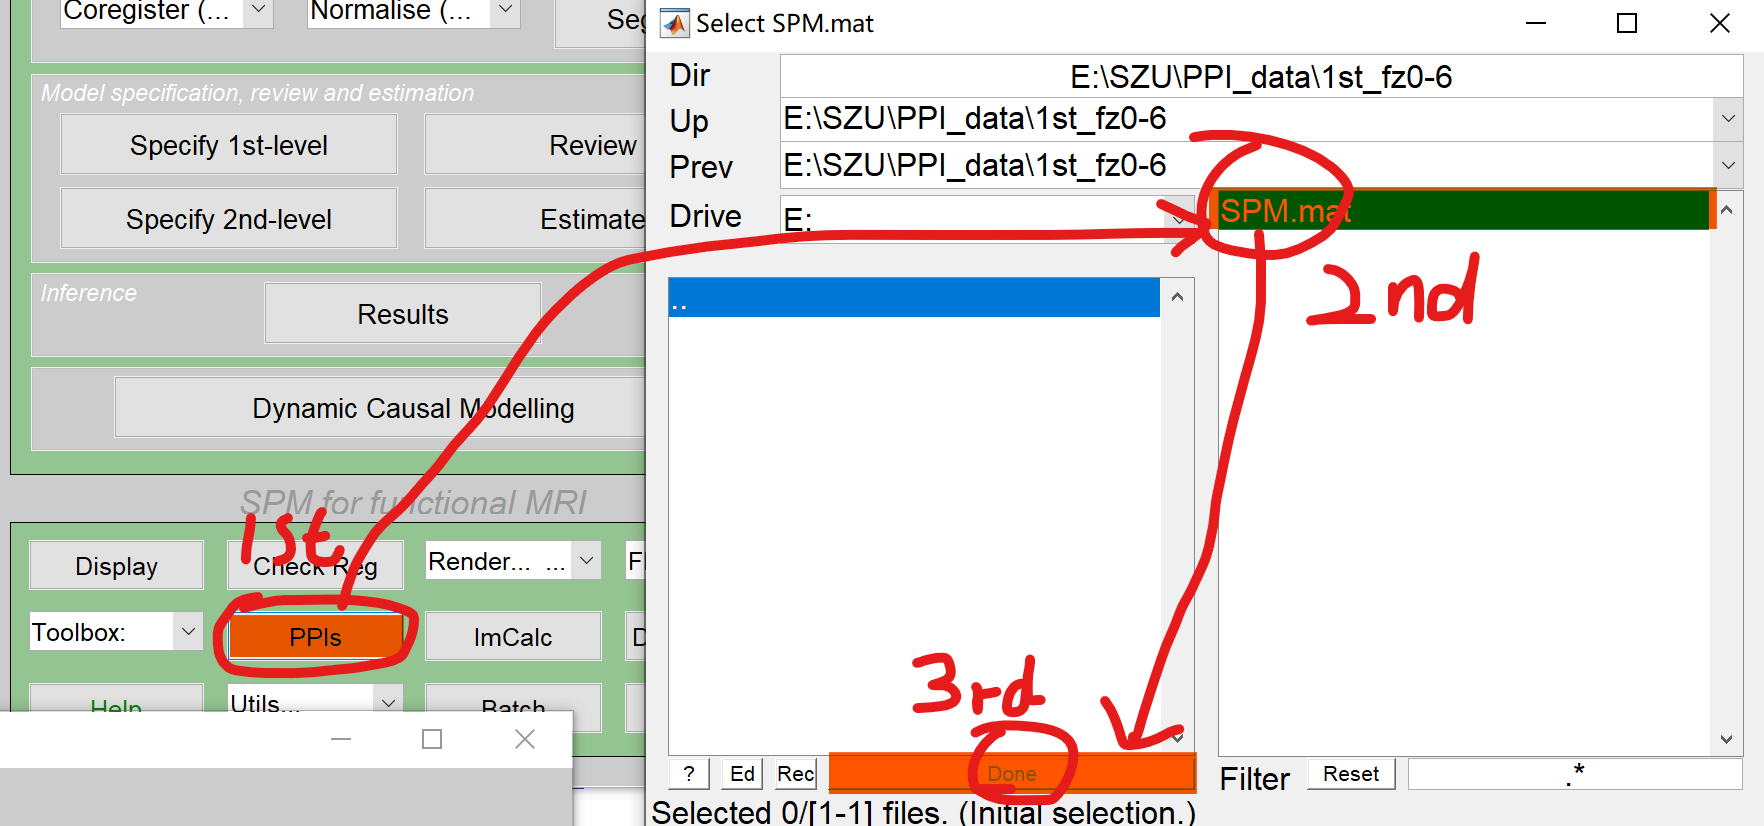 Coregister (...
Normalise (...
Seg
Model specification, review and estimation
Specify 1st-level
Review
Specify 2nd-level
Estimate
Inference
Results
Dynamic Causal Modelling
SPM for functional MRI
1st
Display
Check Reg
Render... ...
Toolbox:
PPIs
ImCalc
D
Help
Utils...
Batch
Select SPM.mat
Dir
E:\SZU\PPI_data\1st_fz0-6
Up
E:\SZU\PPI_data\1st_fz0-6
Prev
E:\SZU\PPI_data\1st_fz0-6
Drive
E:
SPM.mat
2nd
..
3rd
?
Ed
Rec
Done
Filter
Reset
.*
Selected 0/[1-1] files. (Initial selection.)